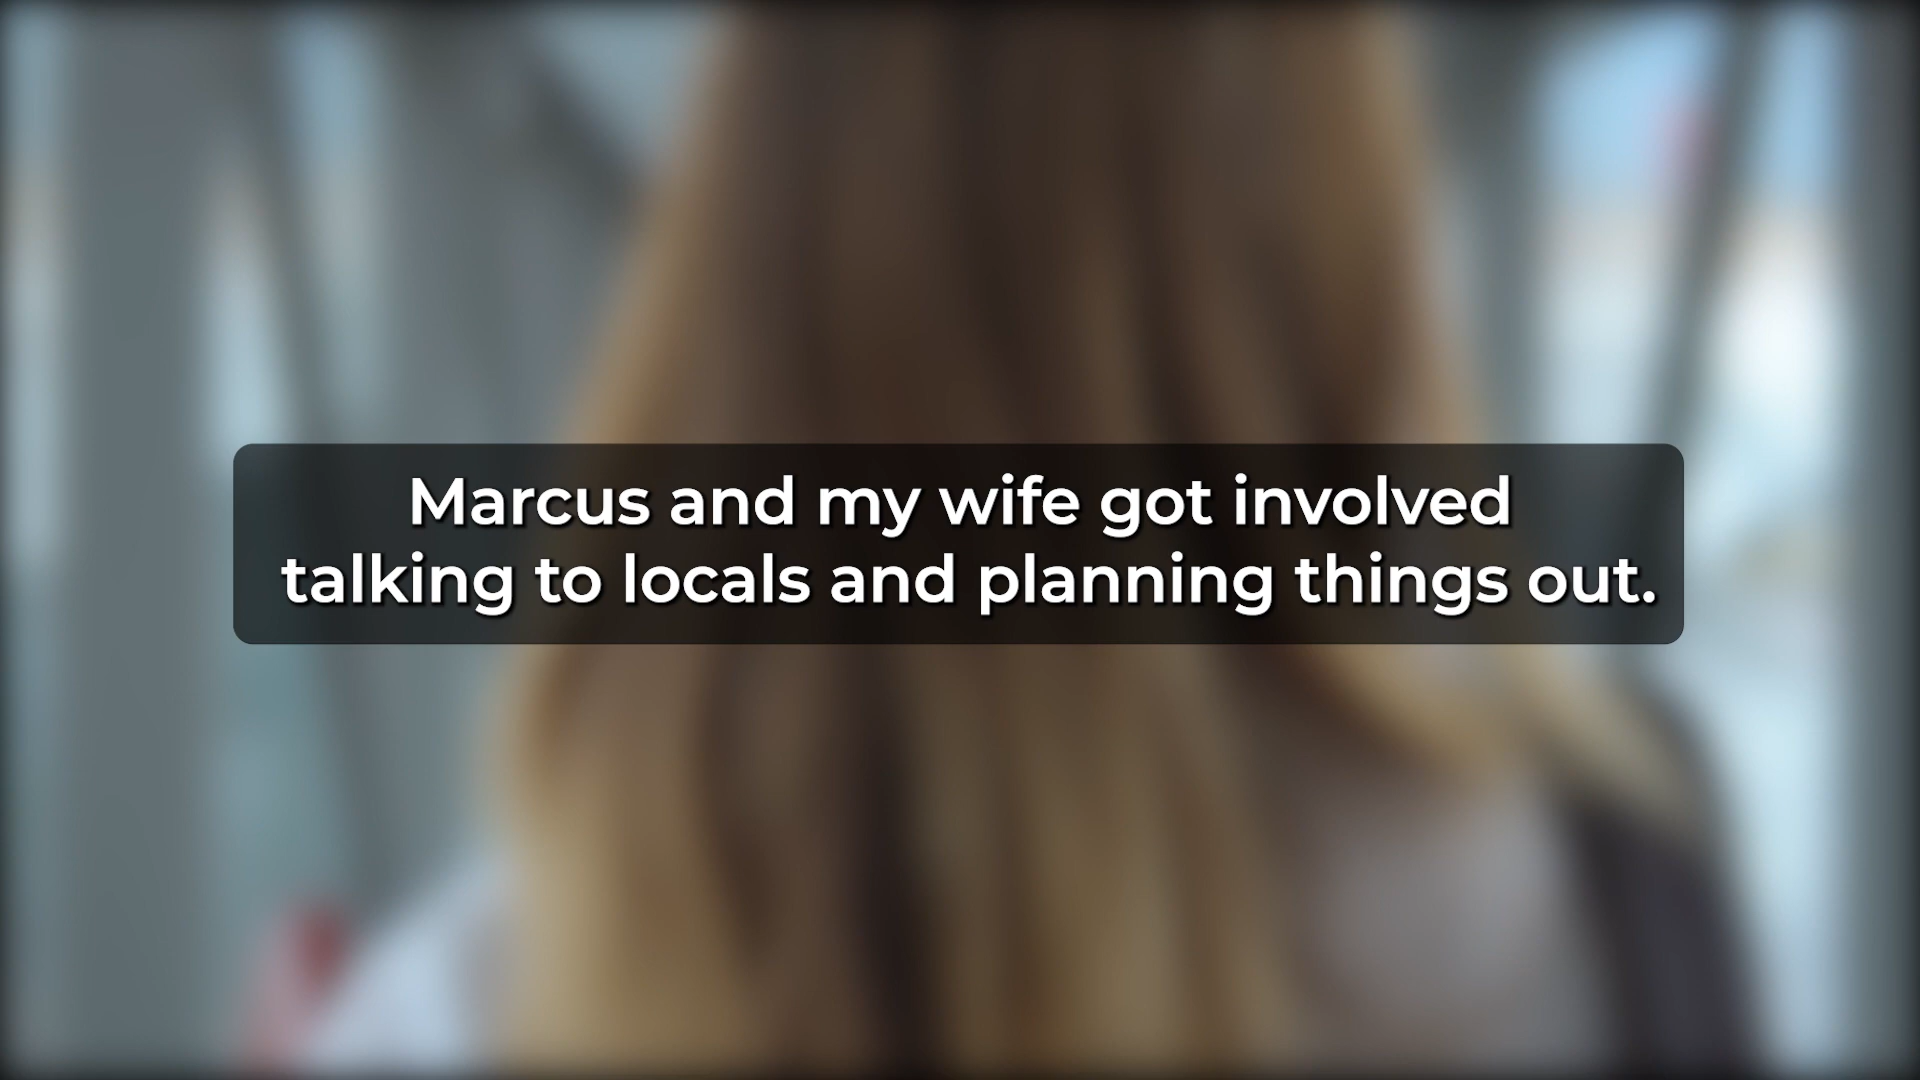 Marcus and my wife got involved
talking to locals and planning things out.